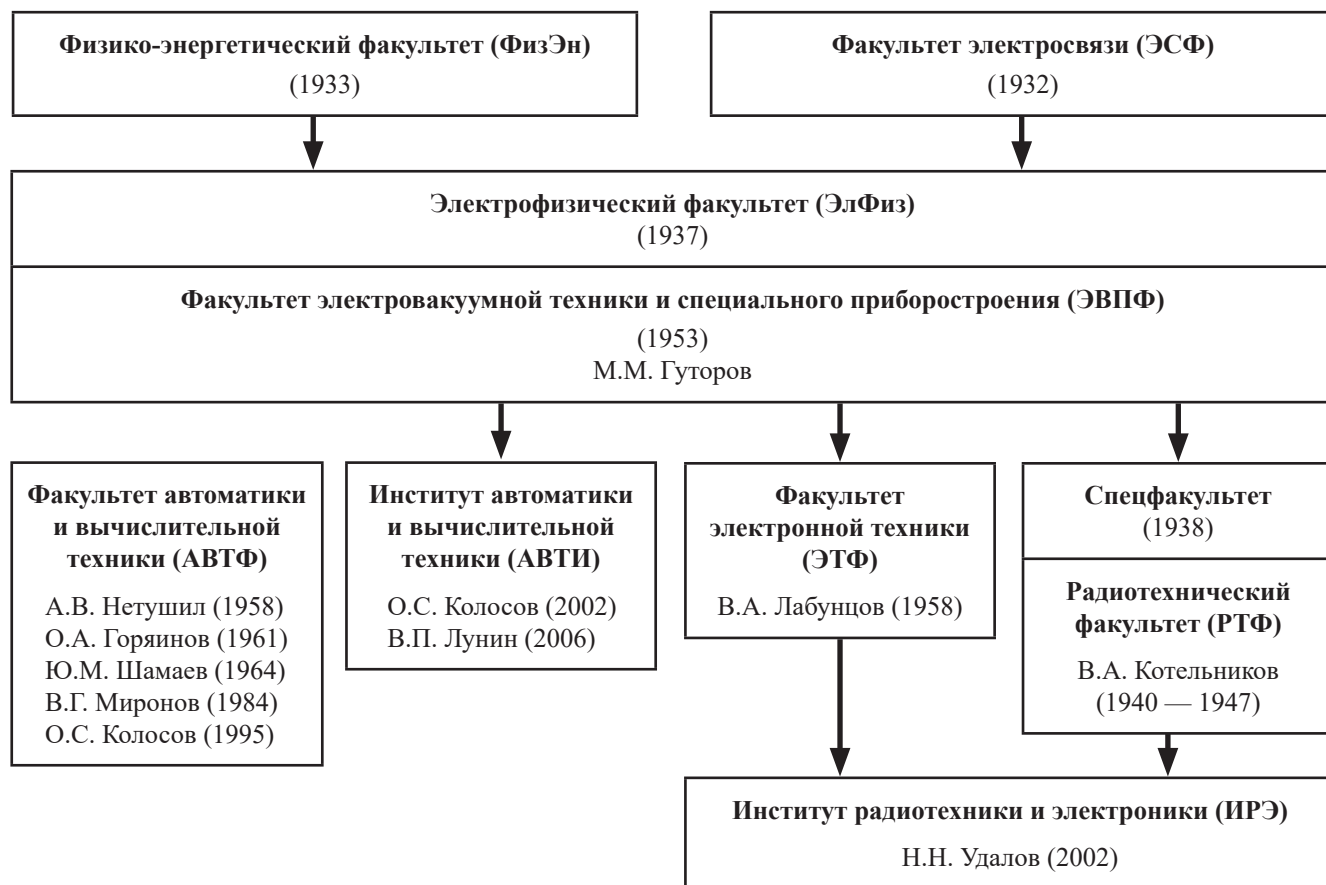 Физико-энергетический факультет (ФизЭн)
(1933)
Факультет электросвязи (ЭСФ)
(1932)
Электрофизический факультет (ЭлФиз)
(1937)
Факультет электровакуумной техники и специального приборостроения (ЭВПФ)
(1953)
М.М. Гуторов
Факультет автоматики
и вычислительной
техники (АВТФ)
А.В. Нетушил (1958)
О.А. Горяинов (1961)
Ю.М. Шамаев (1964)
В.Г. Миронов (1984)
О.С. Колосов (1995)
Институт автоматики
и вычислительной
техники (АВТИ)
О.С. Колосов (2002)
В.П. Лунин (2006)
Факультет
электронной техники
(ЭТФ)
В.А. Лабунцов (1958)
Спецфакультет
(1938)
Радиотехнический
факультет (РТФ)
В.А. Котельников
(1940 — 1947)
Институт радиотехники и электроники (ИРЭ)
Н.Н. Удалов (2002)